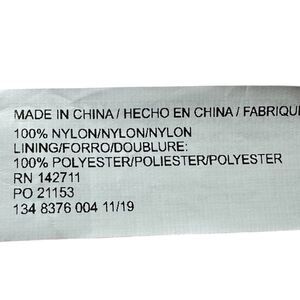 MADE IN CHINA / HECHO EN CHINA / FABRIQU
100% NYLON/NYLON/NYLON
LINING/FORRO/DOUBLURE:
100% POLYESTER/POLIESTER/POLYESTER
RN 142711
PO 21153
134 8376 004 11/19